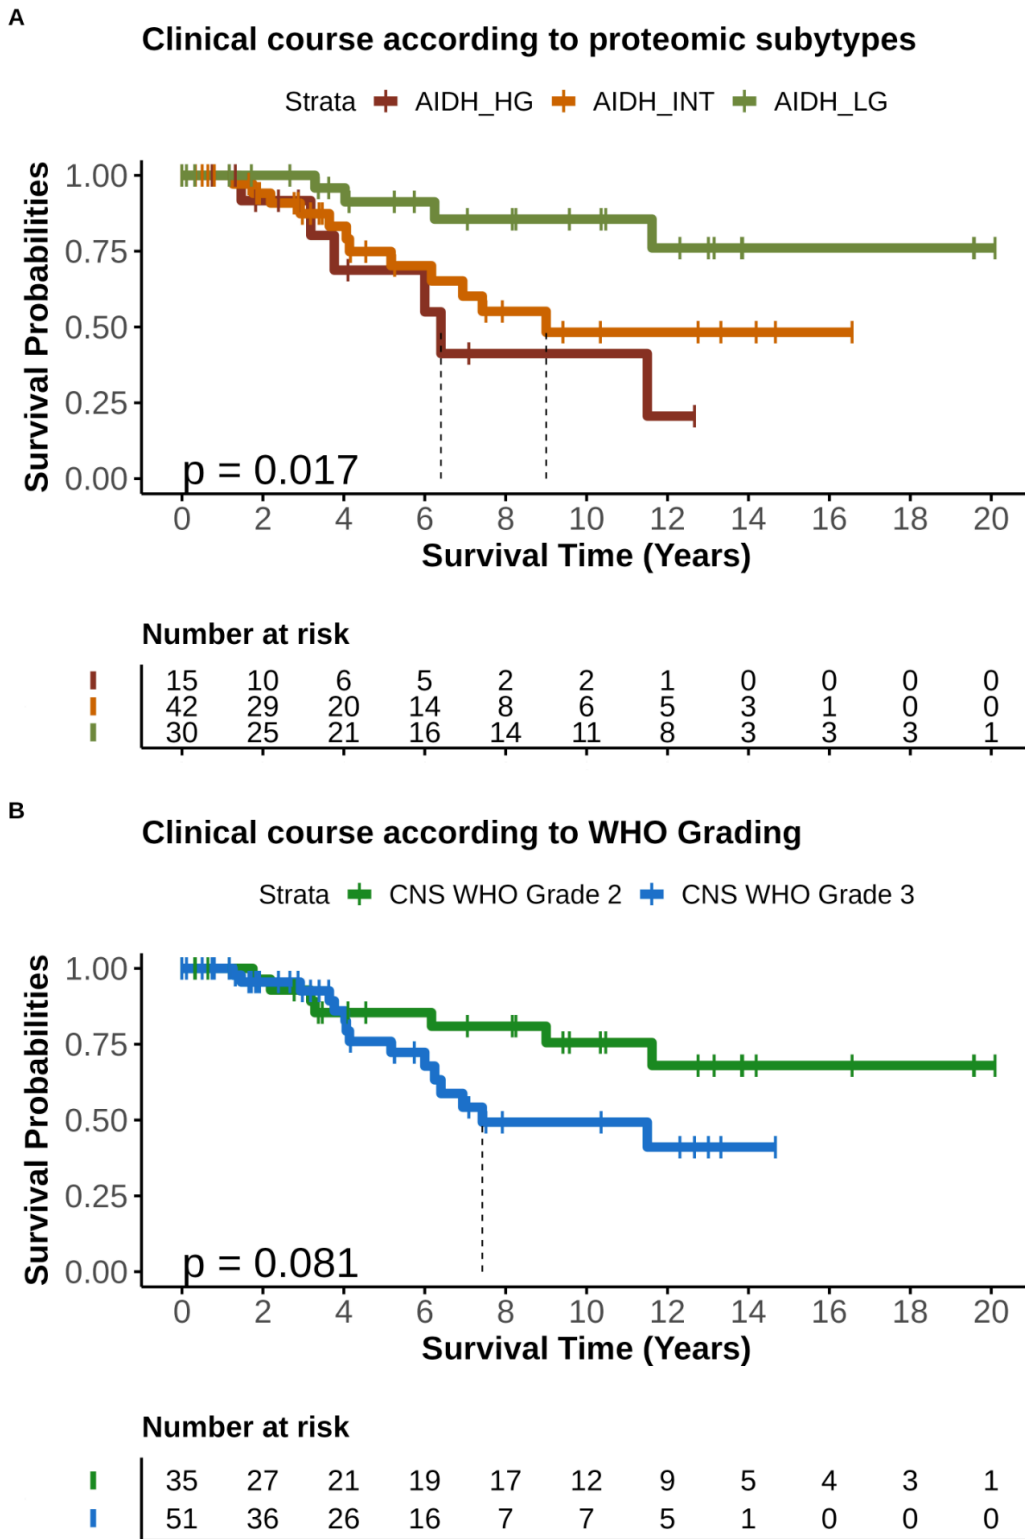 A
Clinical course according to proteomic subytypes
Strata AIDH_HG AIDH_INT AIDH_LG
Survival Probabilities
1.00
0.75
0.50
0.25
0.00
p = 0.017
0 2 4 6 8 10 12 14 16 18 20
Survival Time (Years)
Number at risk
15 10 6 5 2 2 1 0 0 0 0
42 29 20 14 8 6 5 3 1 0 0
30 25 21 16 14 11 8 3 3 3 1
B
Clinical course according to WHO Grading
Strata CNS WHO Grade 2 CNS WHO Grade 3
Survival Probabilities
1.00
0.75
0.50
0.25
0.00
p = 0.081
0 2 4 6 8 10 12 14 16 18 20
Survival Time (Years)
Number at risk
35 27 21 19 17 12 9 5 4 3 1
51 36 26 16 7 7 5 1 0 0 0